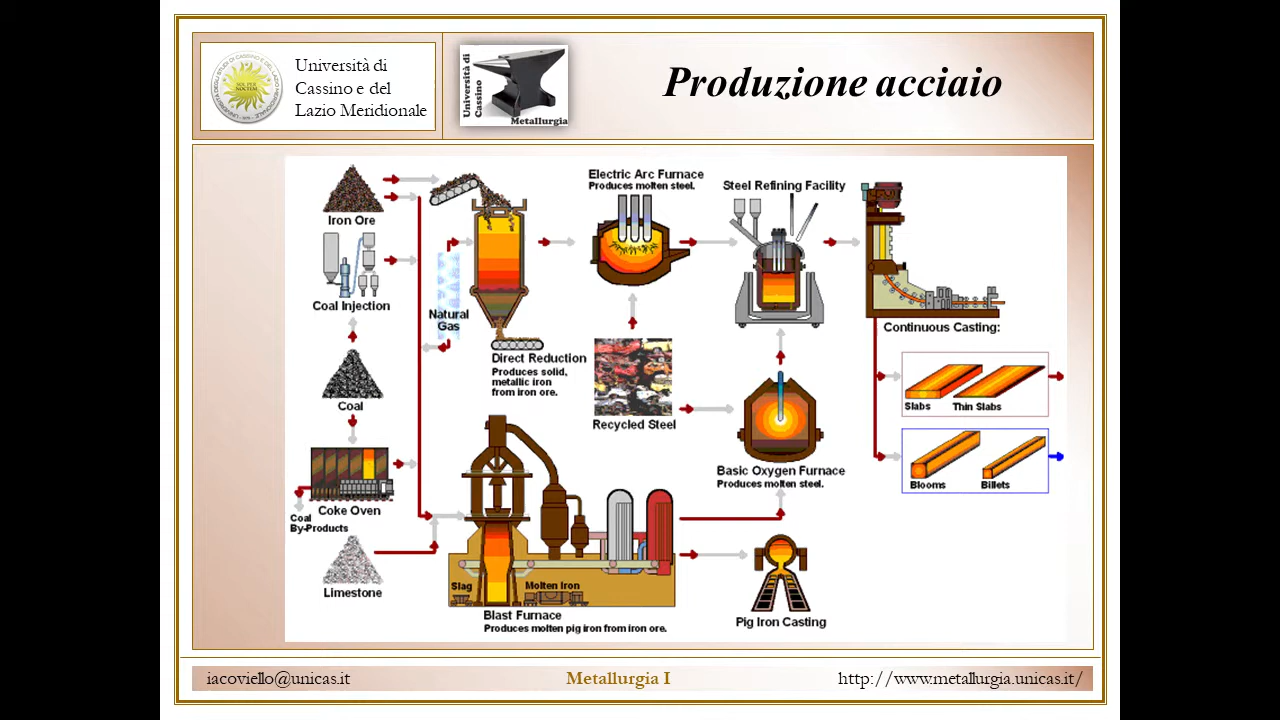 Università di
Cassino e del
Lazio Meridionale
Università di
Cassino
Metallurgia
Produzione acciaio
Iron Ore
Coal Injection
Coal
Coke Oven
Coal
By-Products
Limestone
Natural
Gas
Direct Reduction
Produces solid,
metallic iron
from iron ore.
Electric Arc Furnace
Produces molten steel.
Recycled Steel
Steel Refining Facility
Basic Oxygen Furnace
Produces molten steel.
Continuous Casting:
Slabs
Thin Slabs
Blooms
Billets
Slag
Molten Iron
Blast Furnace
Produces molten pig iron from iron ore.
Pig Iron Casting
iacoviello@unicas.it
Metallurgia I
http://www.metallurgia.unicas.it/